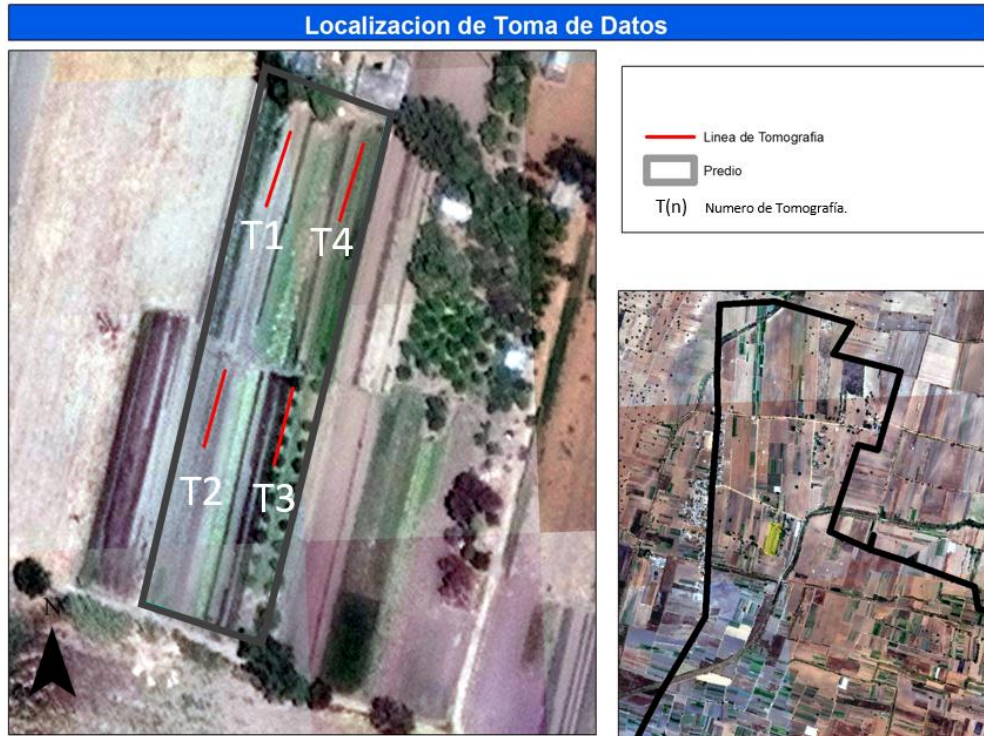 Localizacion de Toma de Datos
T1
T4
T2
T3
N
Linea de Tomografia
Predio
T(n) Numero de Tomografía.